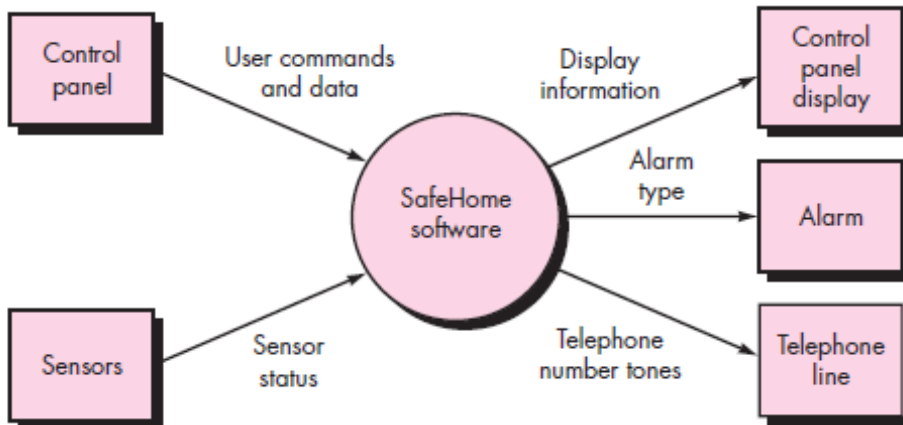 Control
panel
User commands
and data
Display
information
Control
panel
display
SafeHome
software
Alarm
type
Alarm
Sensors
Sensor
status
Telephone
number tones
Telephone
line